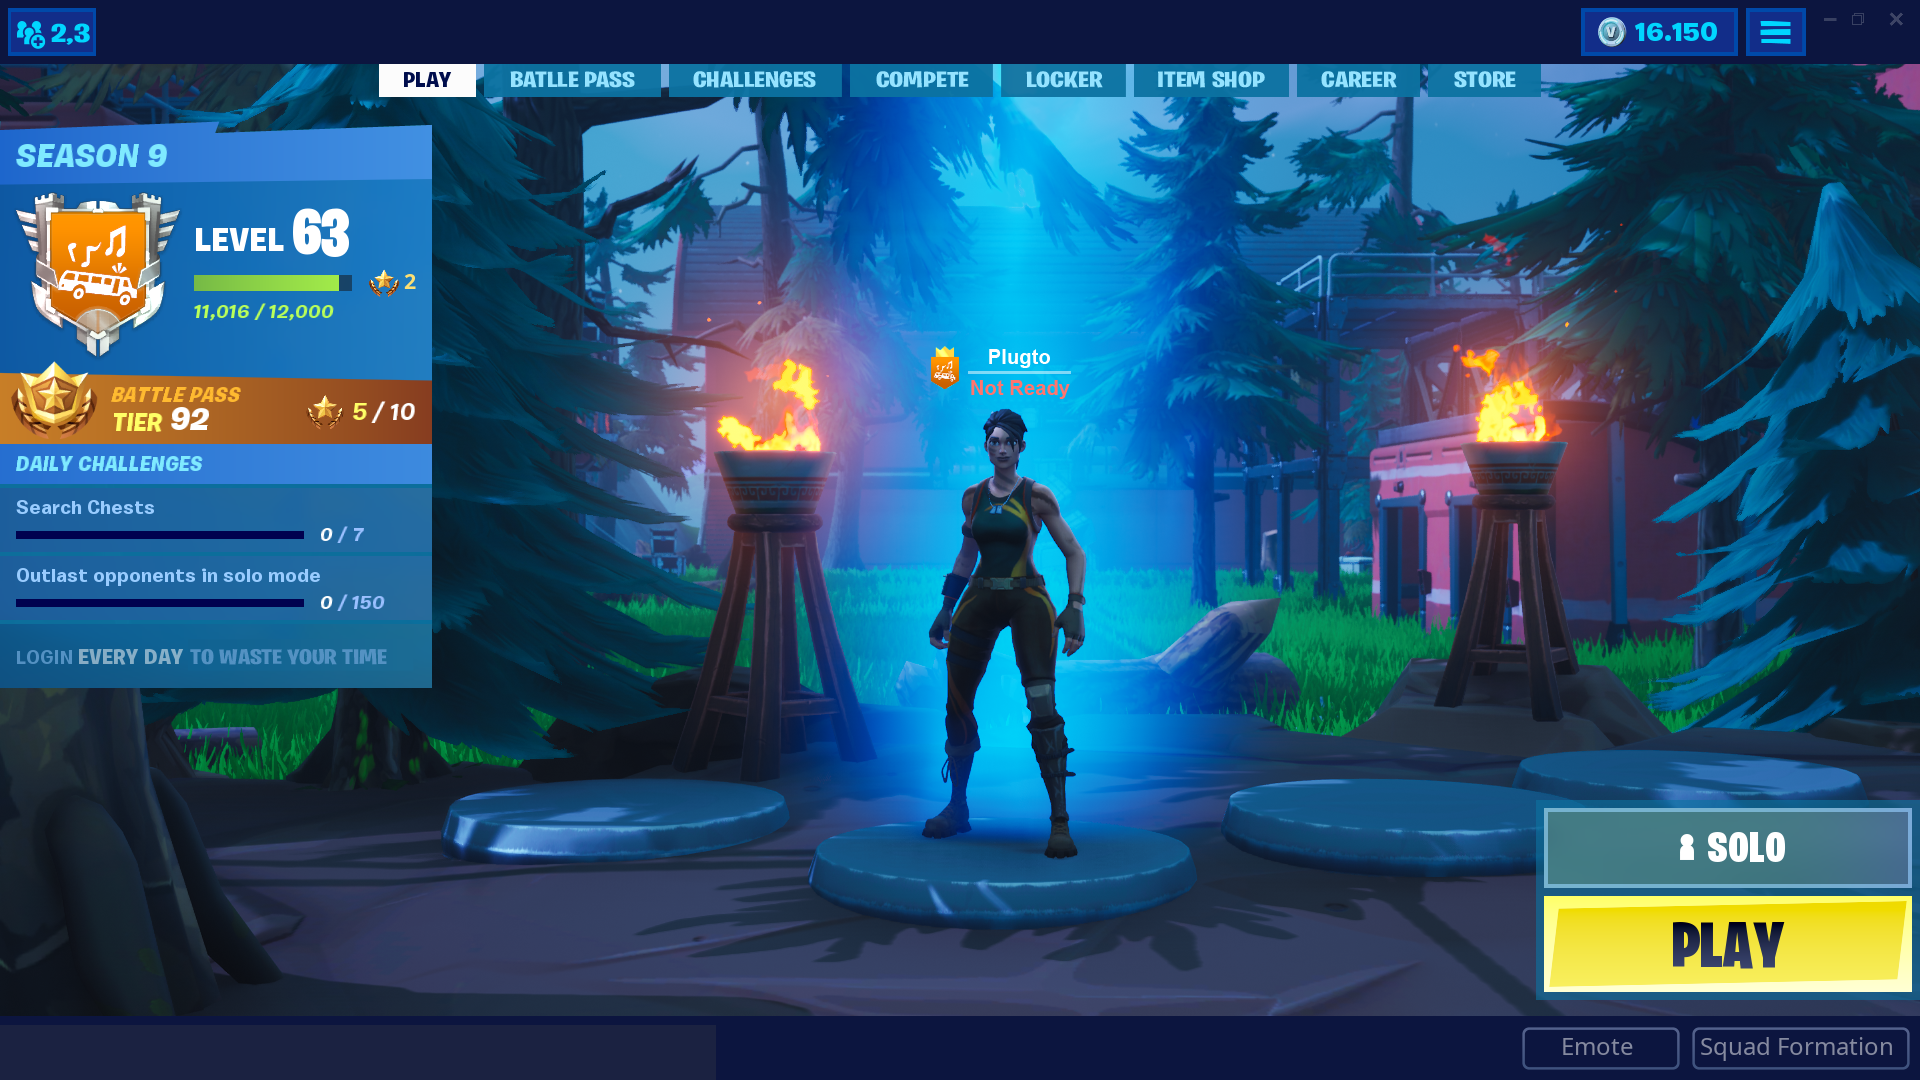 2,3
V 16.150
PLAY BATLLE PASS CHALLENGES COMPETE LOCKER ITEM SHOP CAREER STORE
SEASON 9
LEVEL 63
2
11,016 / 12,000
BATTLE PASS
TIER 92
5 / 10
DAILY CHALLENGES
Search Chests
0 / 7
Outlast opponents in solo mode
0 / 150
LOGIN EVERY DAY TO WASTE YOUR TIME
Plugto
Not Ready
SOLO
PLAY
Emote
Squad Formation